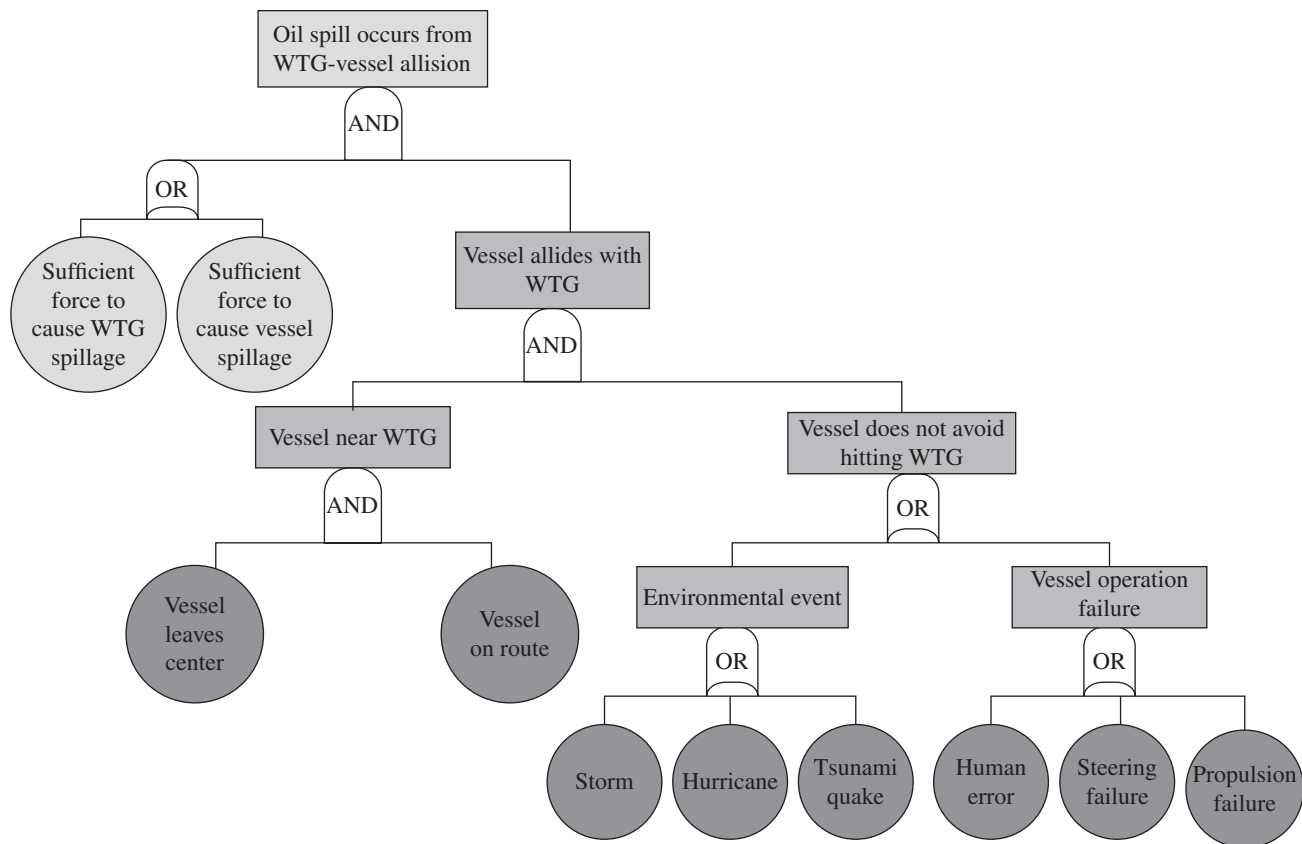 Oil spill occurs from
WTG-vessel allision
AND
OR
Sufficient
force to
cause WTG
spillage
Sufficient
force to
cause vessel
spillage
Vessel allides with
WTG
AND
Vessel near WTG
Vessel does not avoid
hitting WTG
AND
OR
Vessel
leaves
center
Vessel
on route
Environmental event
Vessel operation
failure
OR
OR
Storm
Hurricane
Tsunami
quake
Human
error
Steering
failure
Propulsion
failure